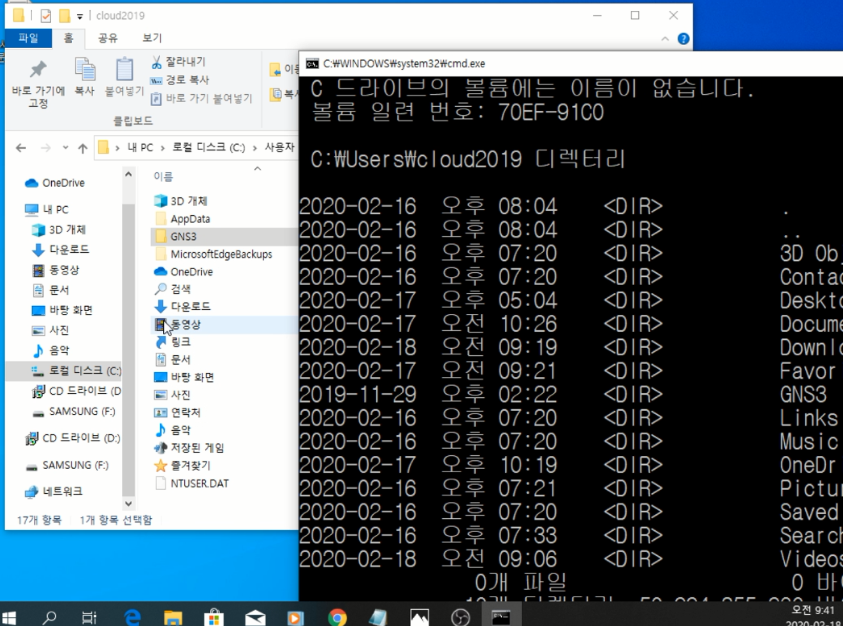 cloud2019
파일 홈 공유 보기
바로 가기에 고정
복사
붙여넣기
잘라내기
경로 복사
바로 가기 붙여넣기
클립보드
내 PC > 로컬 디스크 (C:) > 사용자
OneDrive
내 PC
3D 개체
다운로드
동영상
문서
바탕 화면
사진
음악
로컬 디스크 (C:)
CD 드라이브 (D
SAMSUNG (F:)
CD 드라이브 (D:)
SAMSUNG (F:)
네트워크
이름
3D 개체
AppData
GNS3
MicrosoftEdgeBackups
OneDrive
검색
다운로드
동영상
링크
문서
바탕 화면
사진
연락처
음악
저장된 게임
즐겨찾기
NTUSER.DAT
17개 항목 1개 항목 선택함
C:₩WINDOWS₩system32₩cmd.exe
C 드라이브의 볼륨에는 이름이 없습니다.
볼륨 일련 번호: 70EF-91C0
C:₩Users₩cloud2019 디렉터리
2020-02-16 오후 08:04 <DIR> .
2020-02-16 오후 08:04 <DIR> ..
2020-02-16 오후 07:20 <DIR> 3D Ob
2020-02-16 오후 07:20 <DIR> Conta
2020-02-17 오후 05:04 <DIR> Deskt
2020-02-17 오전 10:26 <DIR> Docume
2020-02-18 오전 09:19 <DIR> Downl
2020-02-17 오전 09:21 <DIR> Favor
2019-11-29 오후 02:22 <DIR> GNS3
2020-02-16 오후 07:20 <DIR> Links
2020-02-16 오후 07:20 <DIR> Music
2020-02-17 오후 10:19 <DIR> OneDr
2020-02-16 오후 07:21 <DIR> Pictu
2020-02-16 오후 07:20 <DIR> Saved
2020-02-16 오후 07:33 <DIR> Search
2020-02-18 오전 09:06 <DIR> Videos
0개 파일 0 바
오전 9:41
2020-02-18